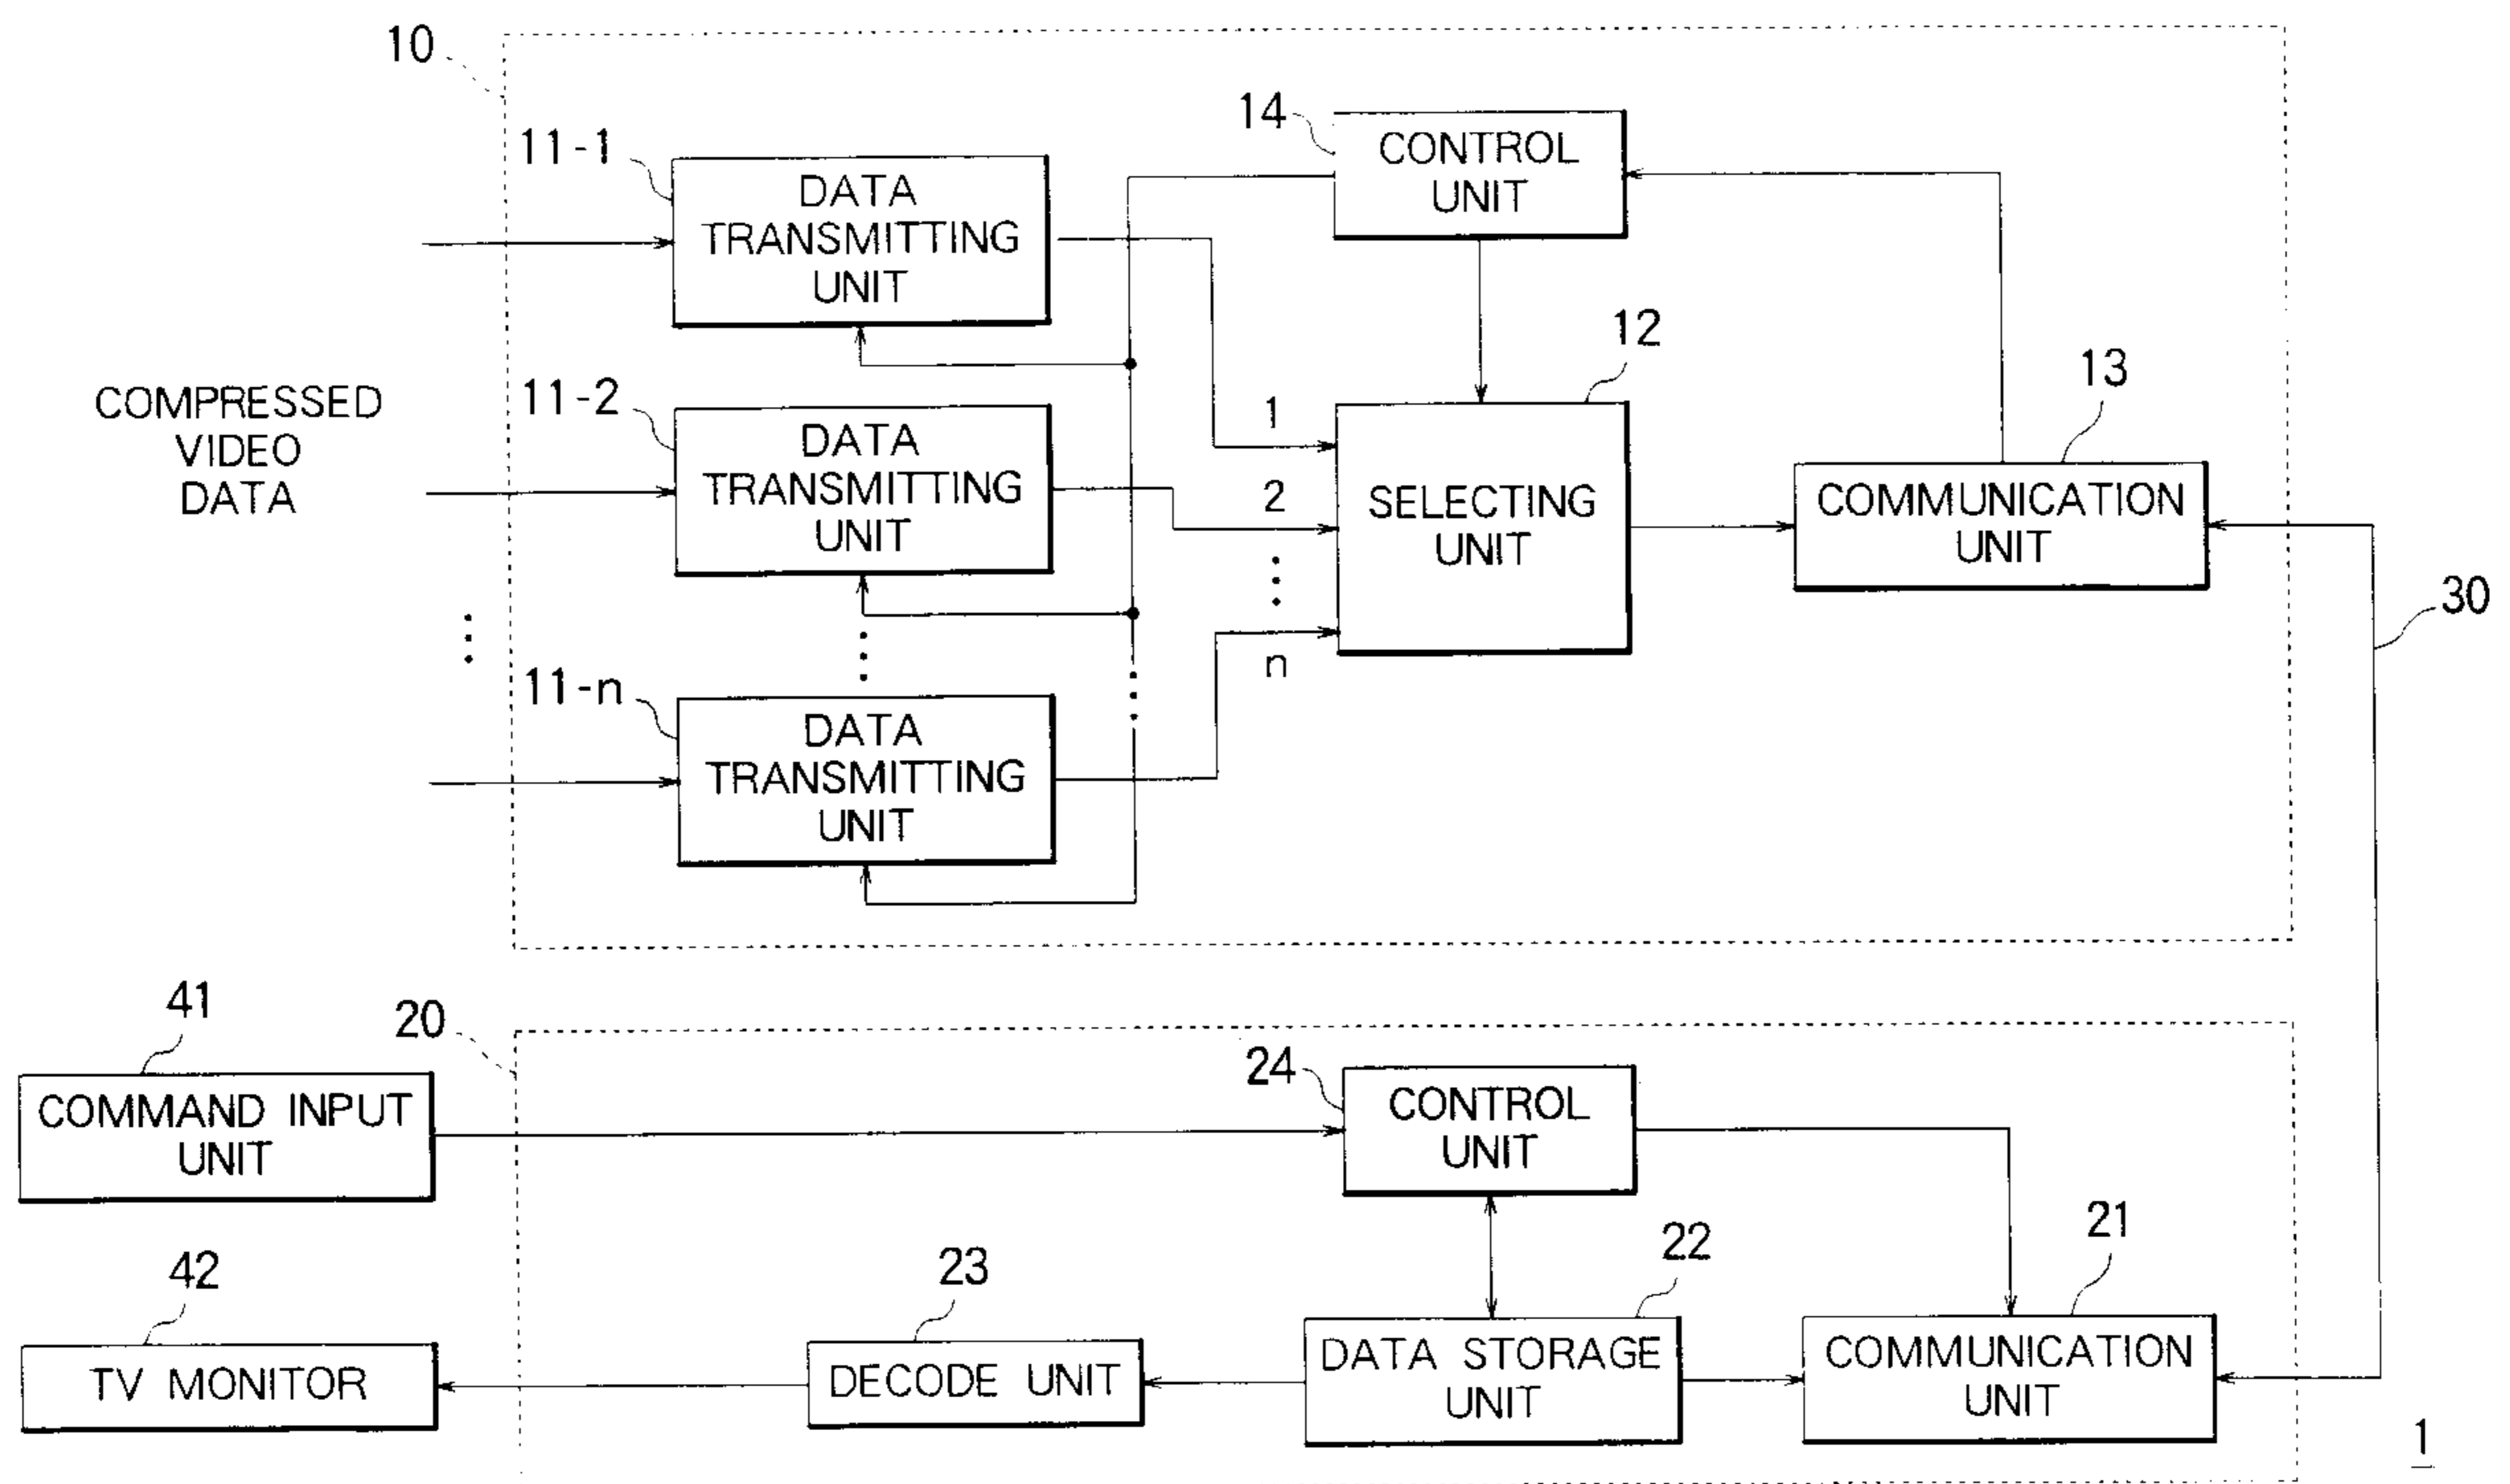 10
14
CONTROL
UNIT
11-1
DATA
TRANSMITTING
UNIT
12
13
COMPRESSED
VIDEO
DATA
11-2
DATA
TRANSMITTING
UNIT
1
2
n
SELECTING
UNIT
COMMUNICATION
UNIT
30
11-n
DATA
TRANSMITTING
UNIT
41
20
24
COMMAND INPUT
UNIT
CONTROL
UNIT
42
23
22
21
TV MONITOR
DECODE UNIT
DATA STORAGE
UNIT
COMMUNICATION
UNIT
1